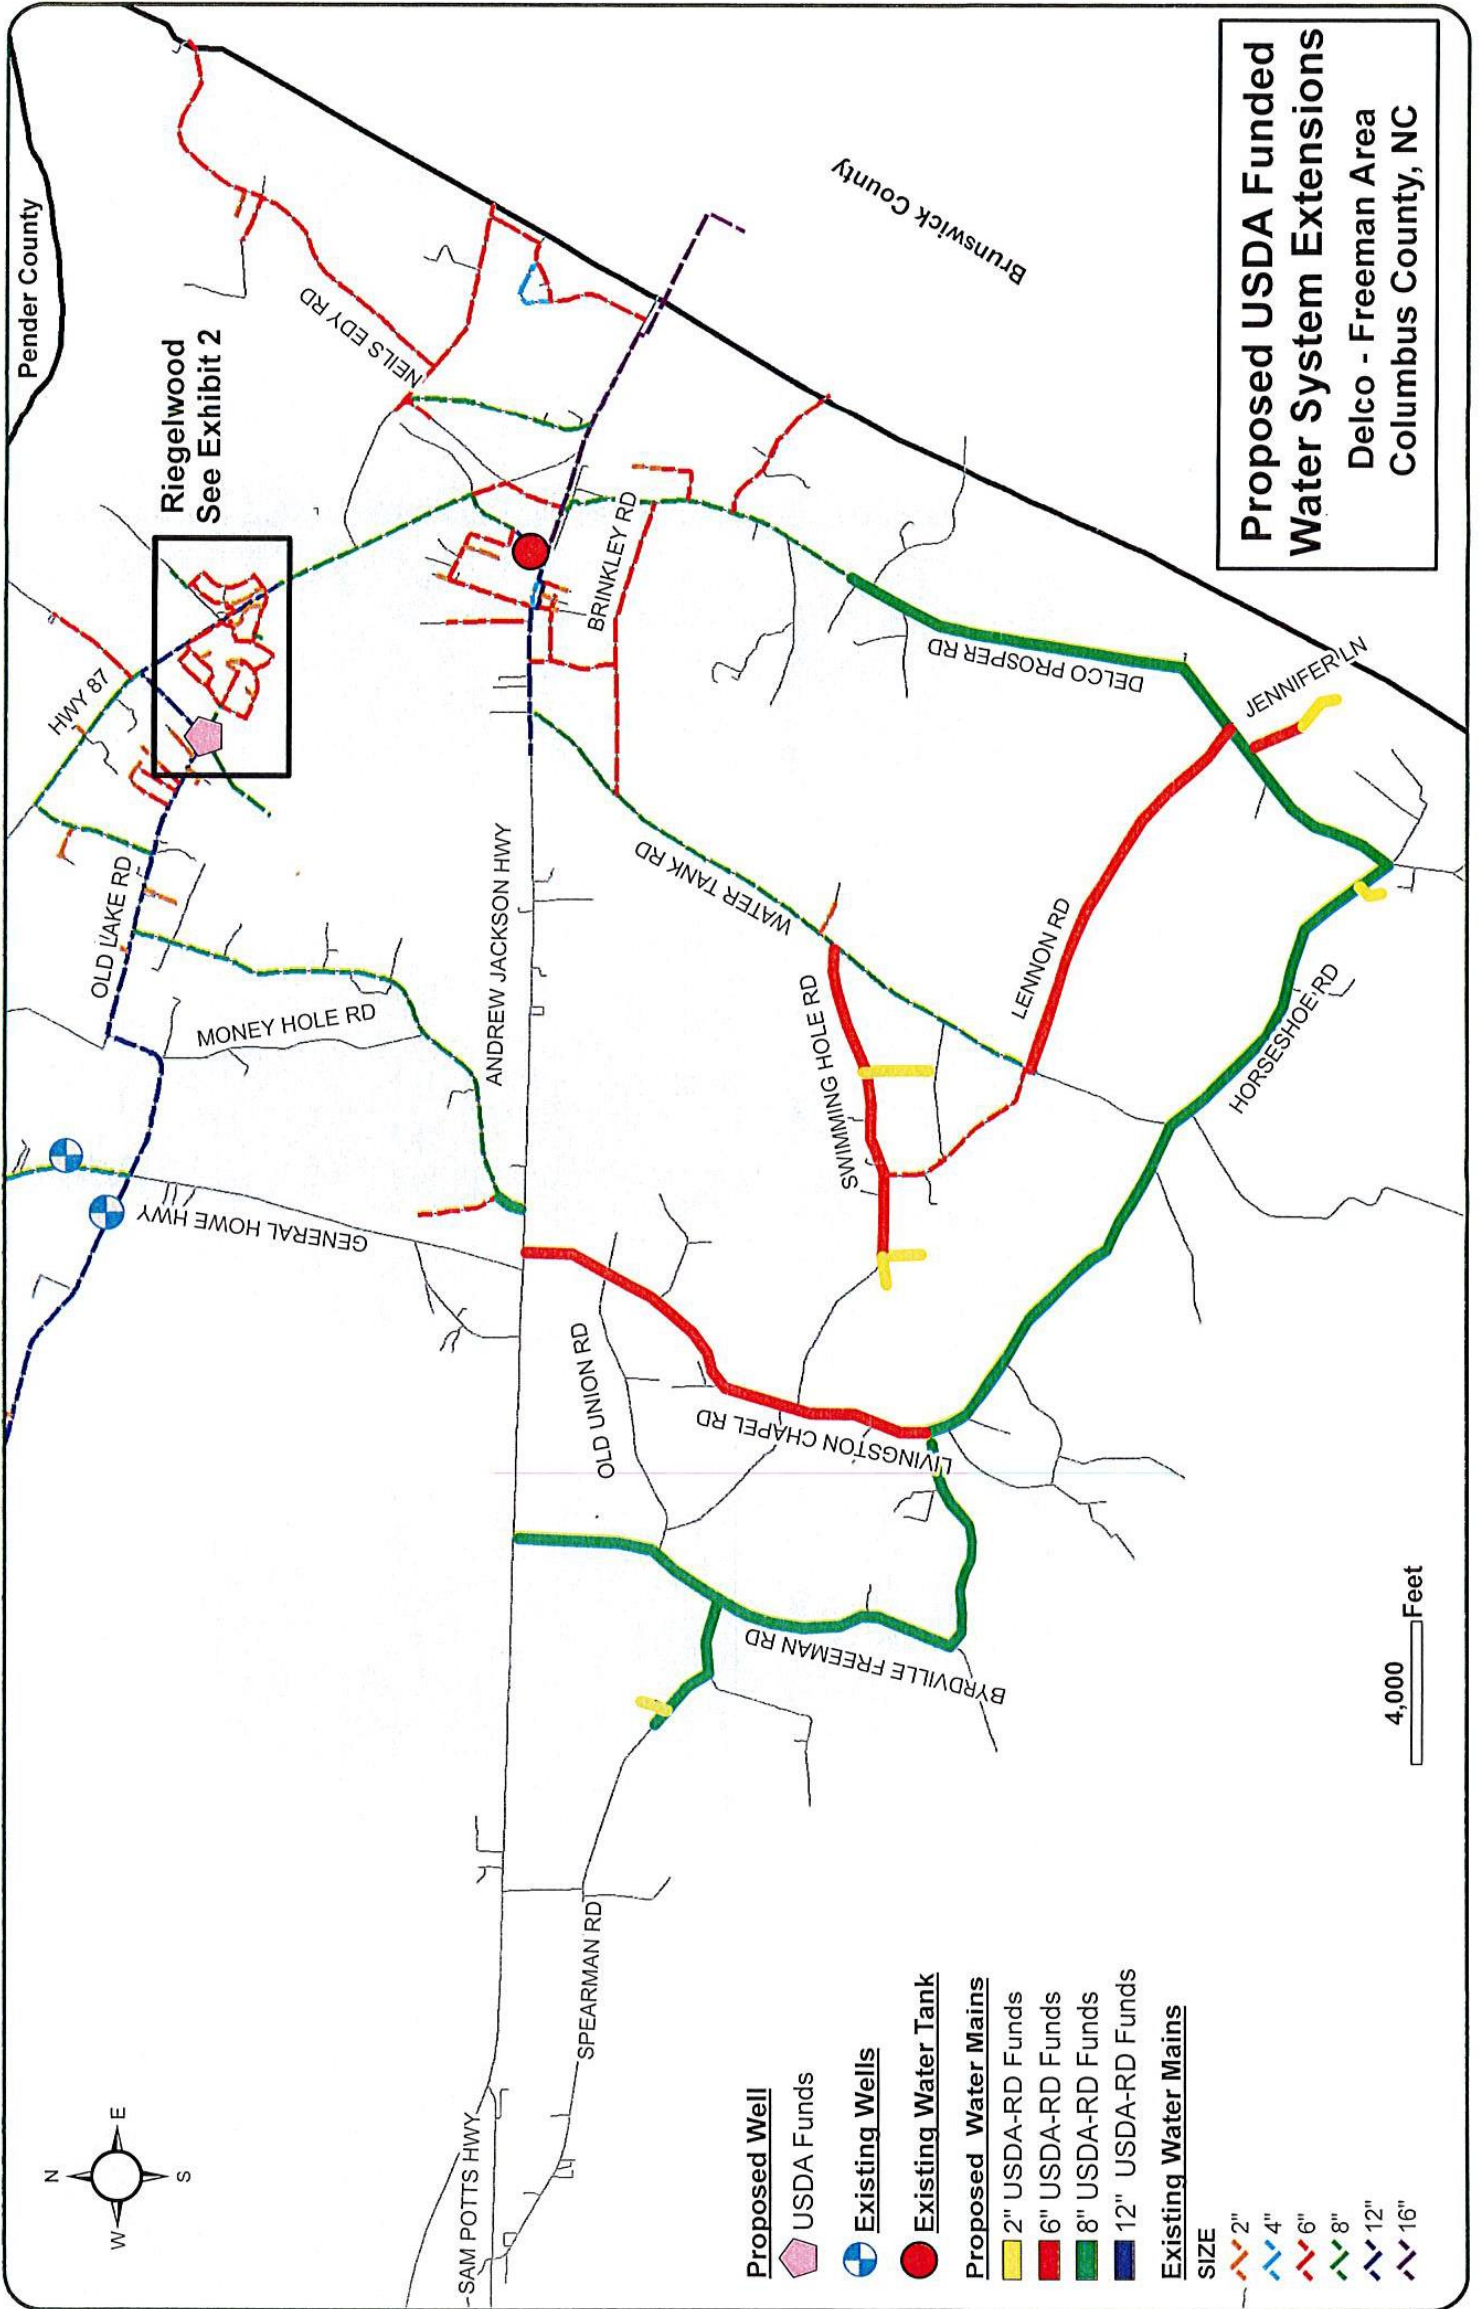 Pender County
Riegelwood
See Exhibit 2
NEILS EDY RD
HWY 87
OLD LAKE RD
MONEY HOLE RD
GENERAL HOWE HWY
ANDREW JACKSON HWY
BRINKLEY RD
Brunswick County
WATER TANK RD
DELCO PROSPER RD
JENNIFER LN
LENNON RD
SWIMMING HOLE RD
HORSESHOE RD
OLD UNION RD
LIVINGSTON CHAPEL RD
BYRDVILLE FREEMAN RD
SPEARMAN RD
SAM POTTS HWY
N
W
E
S
Proposed Well
USDA Funds
Existing Wells
Existing Water Tank
Proposed Water Mains
2" USDA-RD Funds
6" USDA-RD Funds
8" USDA-RD Funds
12" USDA-RD Funds
Existing Water Mains
SIZE
2"
4"
6"
8"
12"
16"
4,000
Feet
Proposed USDA Funded
Water System Extensions
Delco - Freeman Area
Columbus County, NC